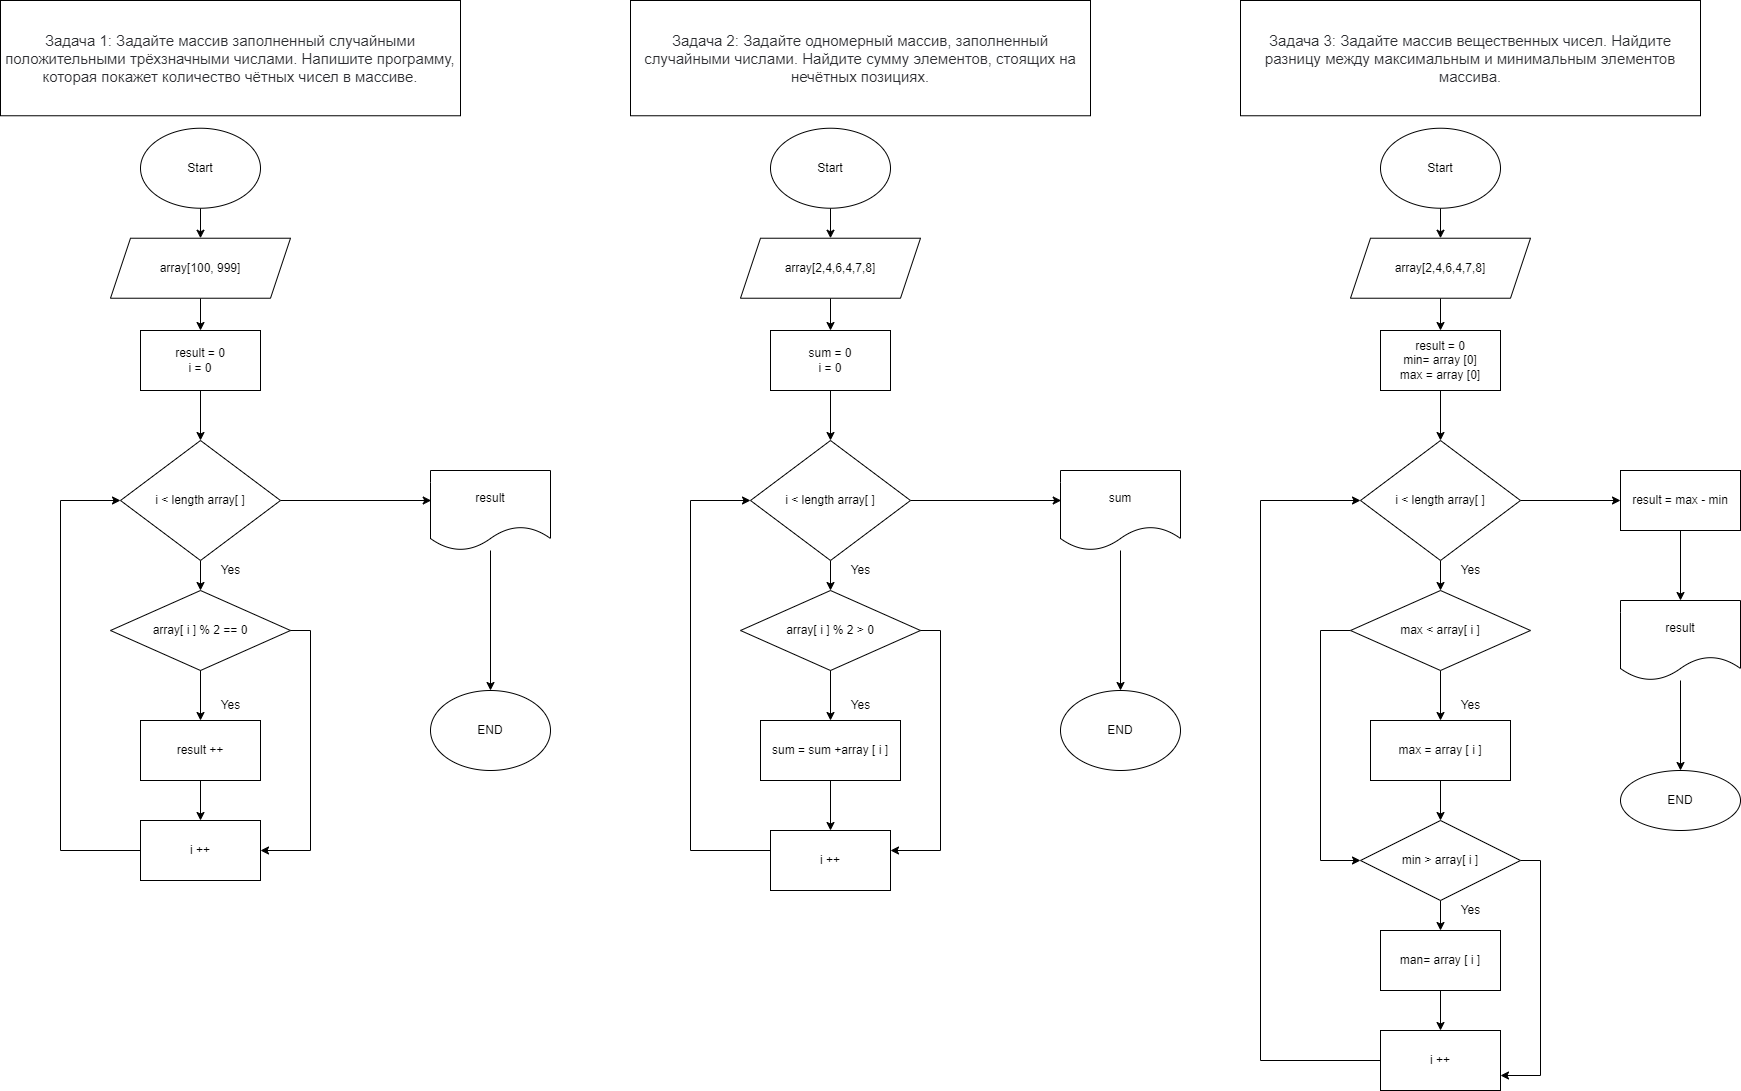 Задача 1: Задайте массив заполненный случайными
положительными трёхзначными числами. Напишите программу,
которая покажет количество чётных чисел в массиве.
Start
array[100, 999]
result = 0
i = 0
i < length array[ ]
result
Yes
array[ i ] % 2 == 0
Yes
result ++
END
i ++
Задача 2: Задайте одномерный массив, заполненный
случайными числами. Найдите сумму элементов, стоящих на
нечётных позициях.
Start
array[2,4,6,4,7,8]
sum = 0
i = 0
i < length array[ ]
sum
Yes
array[ i ] % 2 > 0
Yes
sum = sum +array [ i ]
END
i ++
Задача 3: Задайте массив вещественных чисел. Найдите
разницу между максимальным и минимальным элементов
массива.
Start
array[2,4,6,4,7,8]
result = 0
min= array [0]
max = array [0]
i < length array[ ]
result = max - min
Yes
max < array[ i ]
result
Yes
max = array [ i ]
END
min > array[ i ]
Yes
man= array [ i ]
i ++